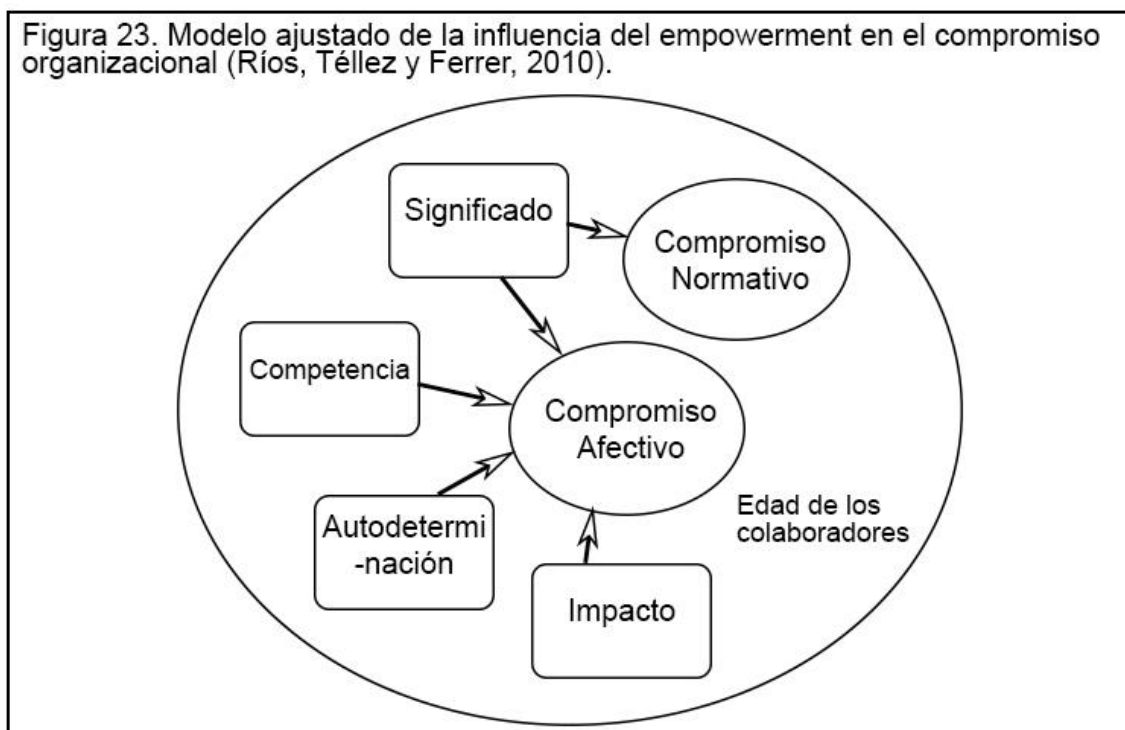 Figura 23. Modelo ajustado de la influencia del empowerment en el compromiso
organizacional (Ríos, Téllez y Ferrer, 2010).
Significado
Compromiso
Normativo
Competencia
Compromiso
Afectivo
Autodetermi
-nación
Edad de los
colaboradores
Impacto